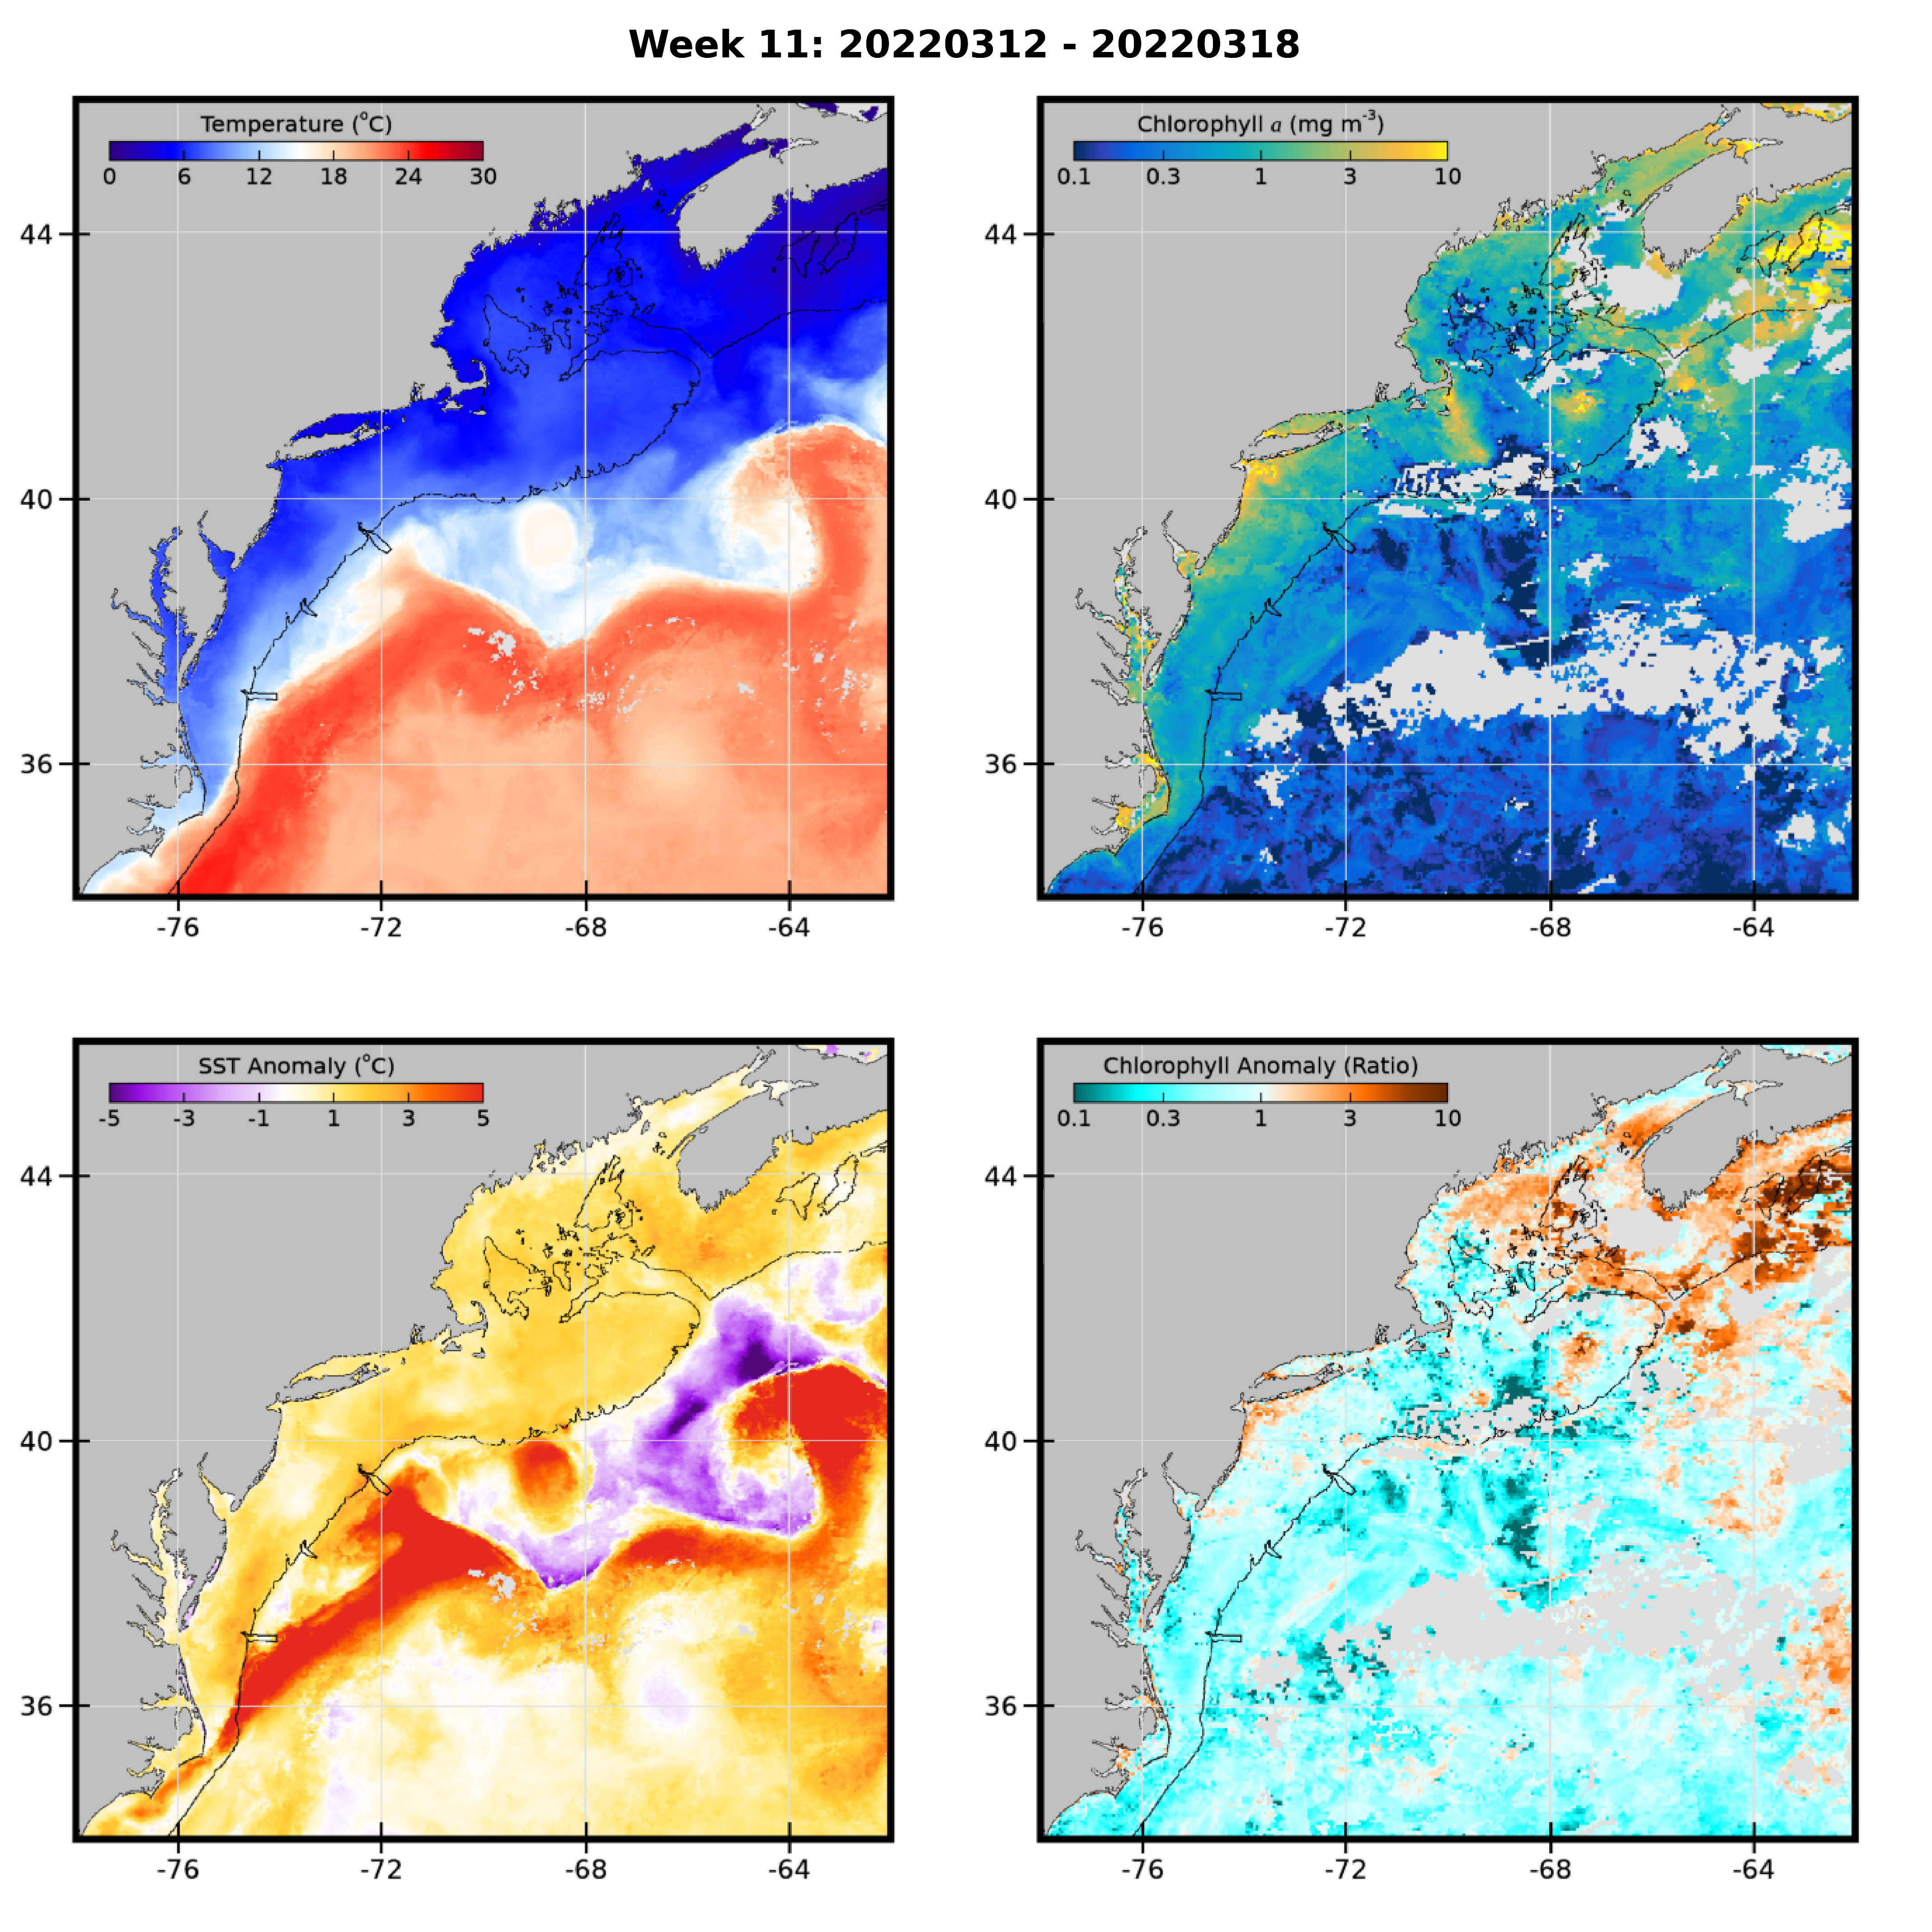 Week 11: 20220312 - 20220318
Temperature (°C)
0 6 12 18 24 30
44
40
36
-76 -72 -68 -64
Chlorophyll a (mg m⁻³)
0.1 0.3 1 3 10
44
40
36
-76 -72 -68 -64
SST Anomaly (°C)
-5 -3 -1 1 3 5
44
40
36
-76 -72 -68 -64
Chlorophyll Anomaly (Ratio)
0.1 0.3 1 3 10
44
40
36
-76 -72 -68 -64